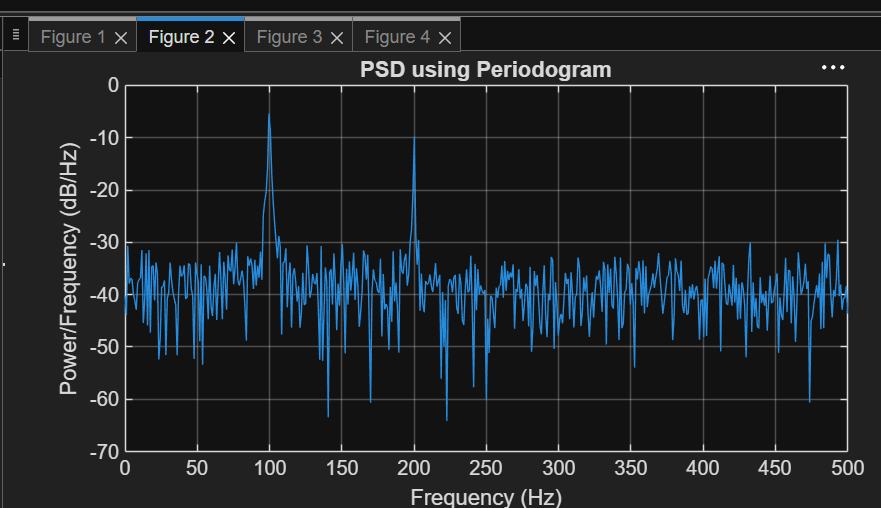 Figure 1 × Figure 2 × Figure 3 × Figure 4 ×
PSD using Periodogram
0
-10
-20
-30
-40
-50
-60
-70
Power/Frequency (dB/Hz)
0 50 100 150 200 250 300 350 400 450 500
Frequency (Hz)